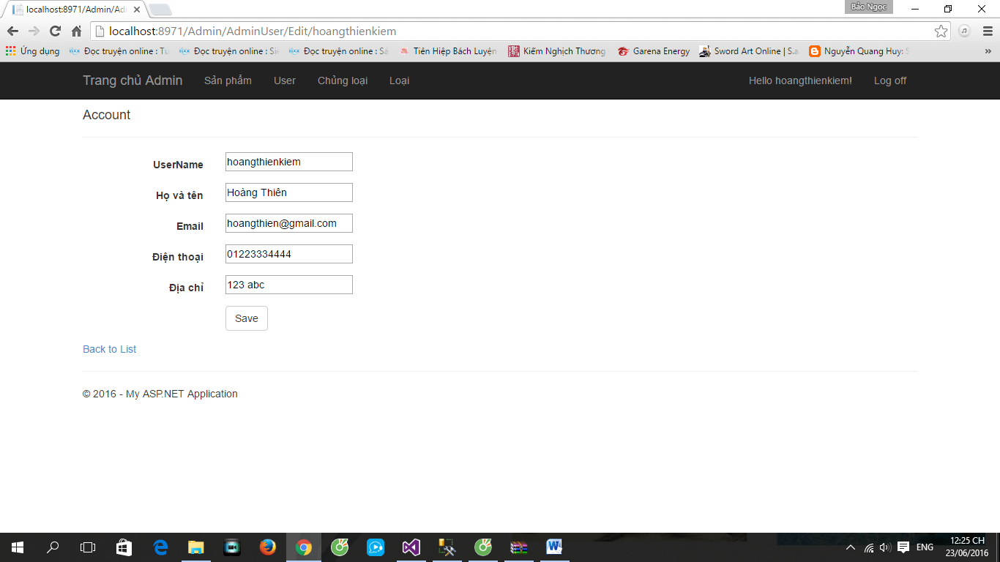 localhost:8971/Admin/Adm
Bảo Ngọc
localhost:8971/Admin/AdminUser/Edit/hoangthienkiem
Ứng dụng
Đọc truyện online : Tu
Đọc truyện online : Siê
Đọc truyện online : Sắ
Tiên Hiệp Bách Luyện
Kiếm Nghịch Thương
Garena Energy
Sword Art Online | S.a
Nguyễn Quang Huy: S
»
Trang chủ Admin
Sản phẩm
User
Chủng loại
Loại
Hello hoangthienkiem!
Log off
Account
UserName
hoangthienkiem
Họ và tên
Hoàng Thiên
Email
hoangthien@gmail.com
Điện thoại
01223334444
Địa chỉ
123 abc
Save
Back to List
© 2016 - My ASP.NET Application
ENG
12:25 CH
23/06/2016